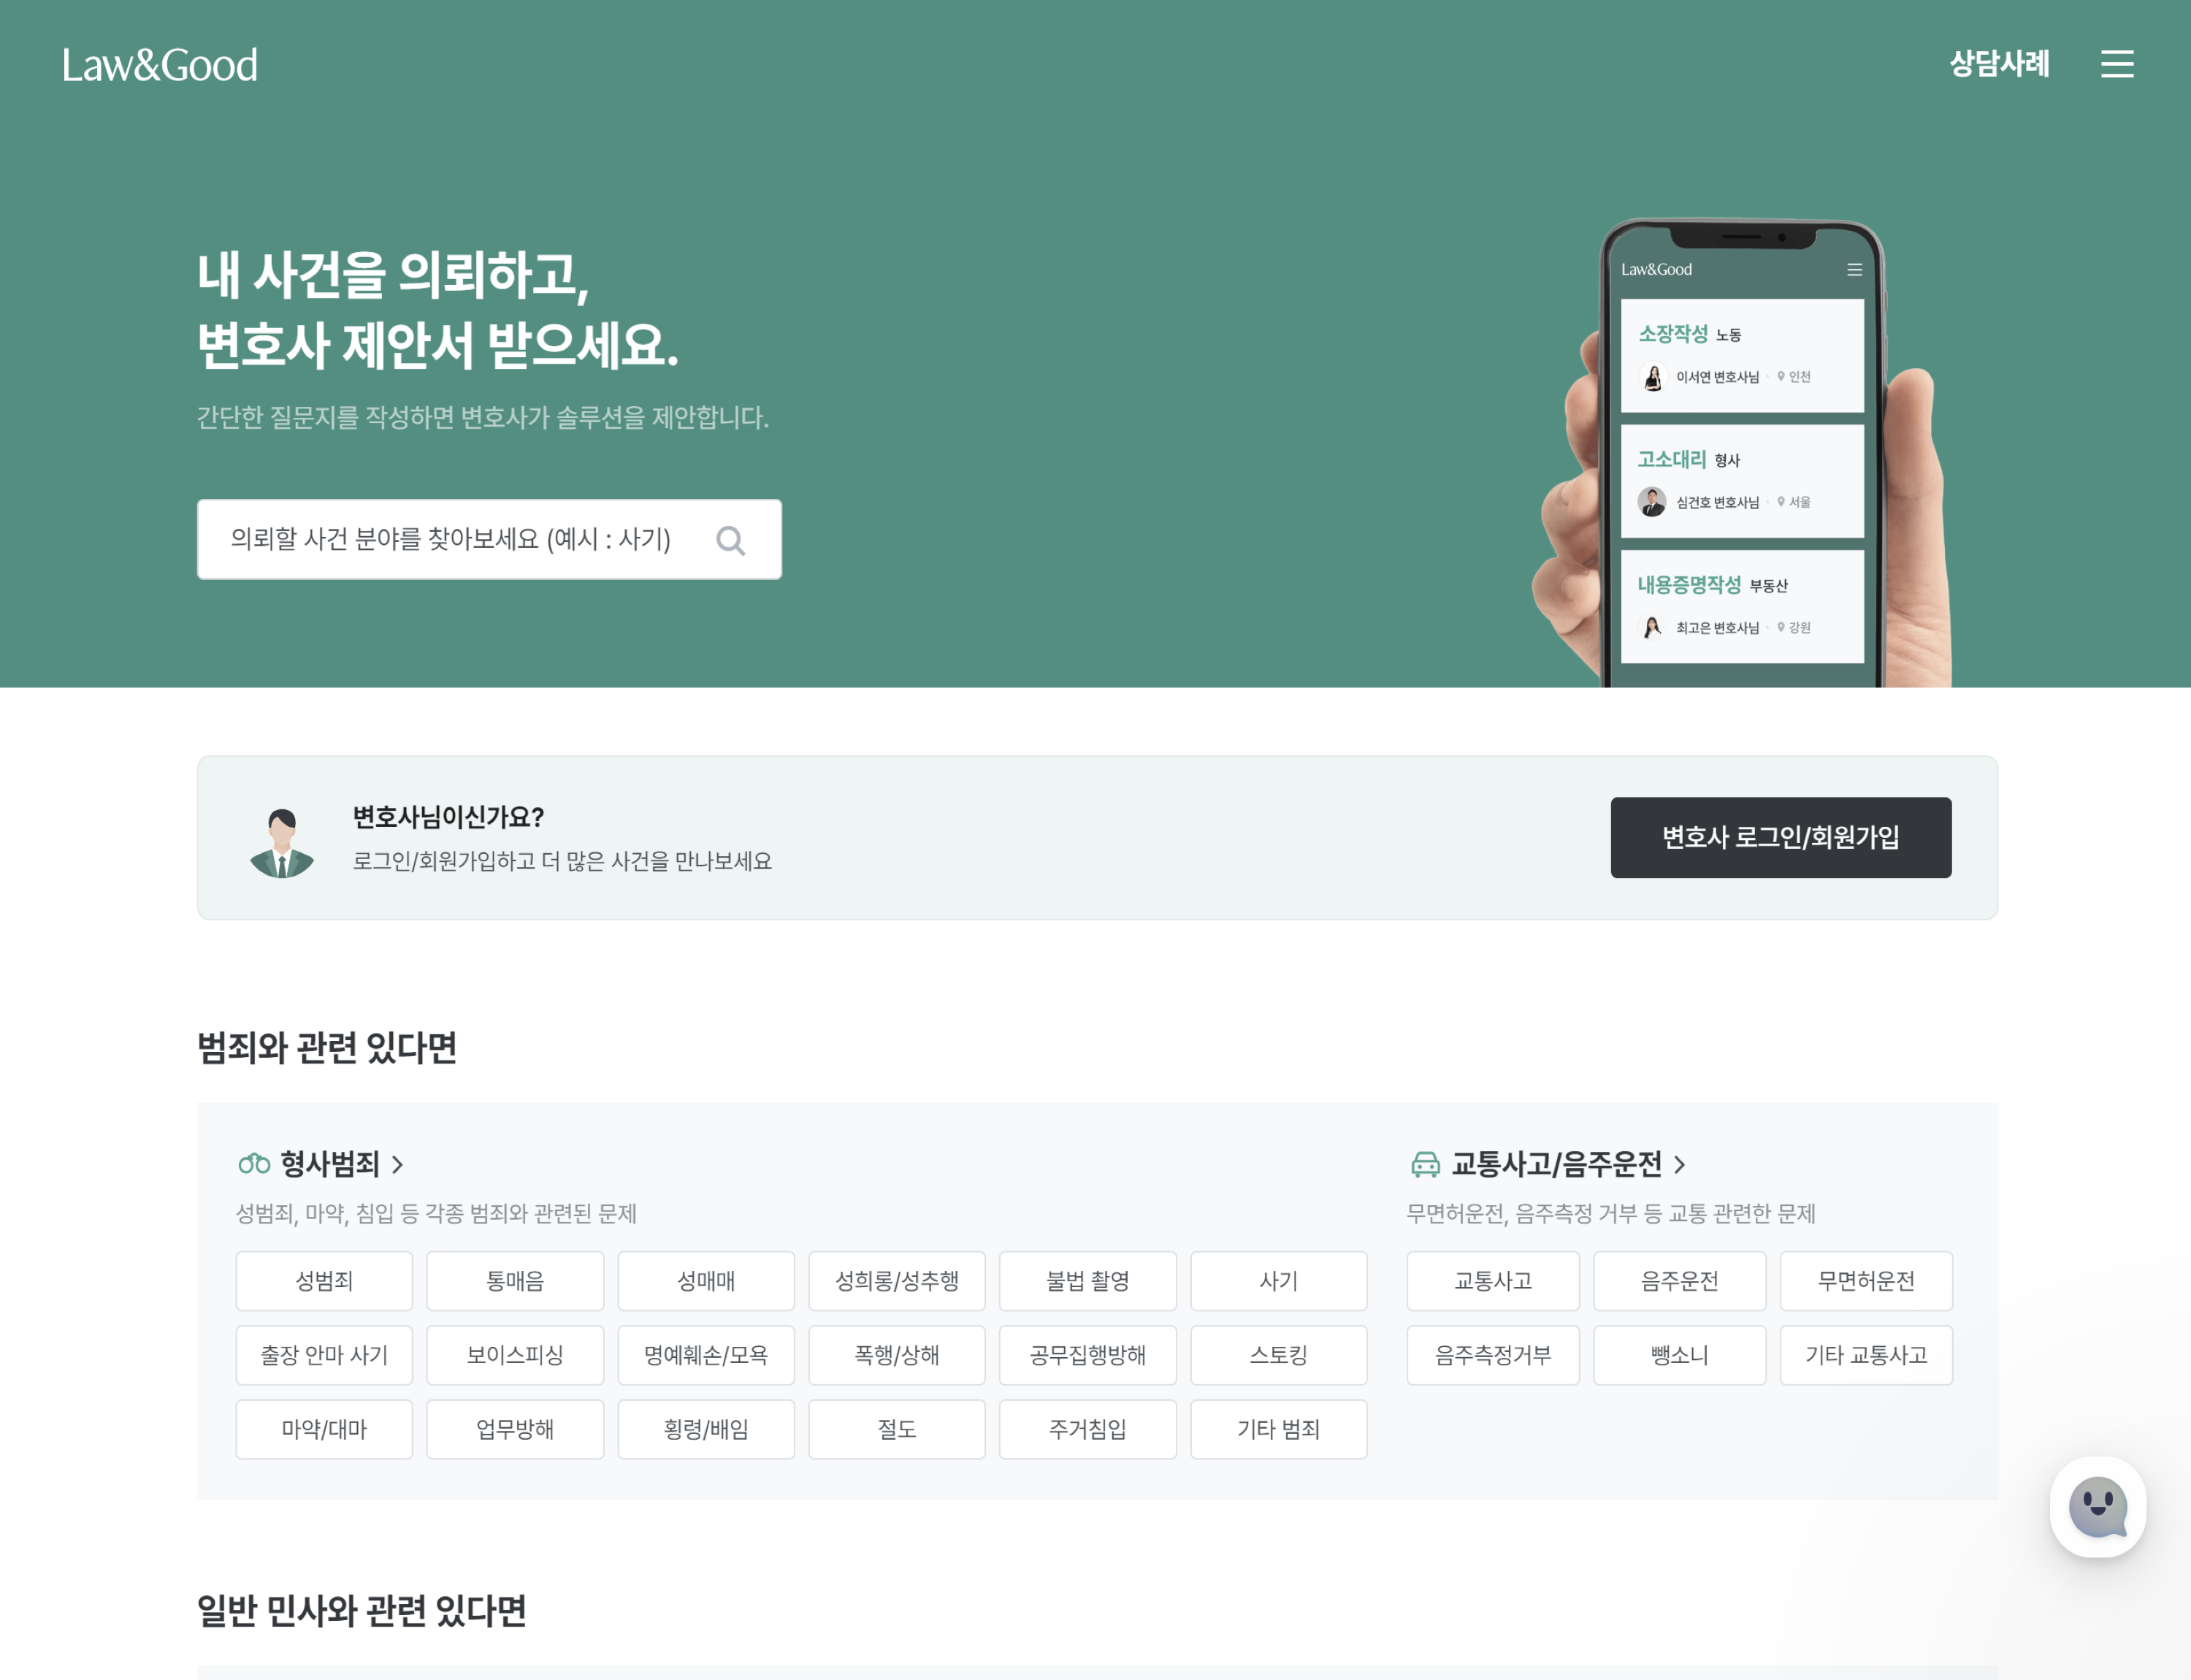 Law&Good
상담사례
내 사건을 의뢰하고,
변호사 제안서 받으세요.
간단한 질문지를 작성하면 변호사가 솔루션을 제안합니다.
의뢰할 사건 분야를 찾아보세요 (예시 : 사기)
Law&Good
소장작성 노동
이서연 변호사님 인천
고소대리 형사
심건호 변호사님 서울
내용증명작성 부동산
최고은 변호사님 강원
변호사님이신가요?
로그인/회원가입하고 더 많은 사건을 만나보세요
변호사 로그인/회원가입
범죄와 관련 있다면
형사범죄
성범죄, 마약, 침입 등 각종 범죄와 관련된 문제
성범죄 통매음 성매매 성희롱/성추행 불법 촬영 사기
출장 안마 사기 보이스피싱 명예훼손/모욕 폭행/상해 공무집행방해 스토킹
마약/대마 업무방해 횡령/배임 절도 주거침입 기타 범죄
교통사고/음주운전
무면허운전, 음주측정 거부 등 교통 관련한 문제
교통사고 음주운전 무면허운전
음주측정거부 뺑소니 기타 교통사고
일반 민사와 관련 있다면